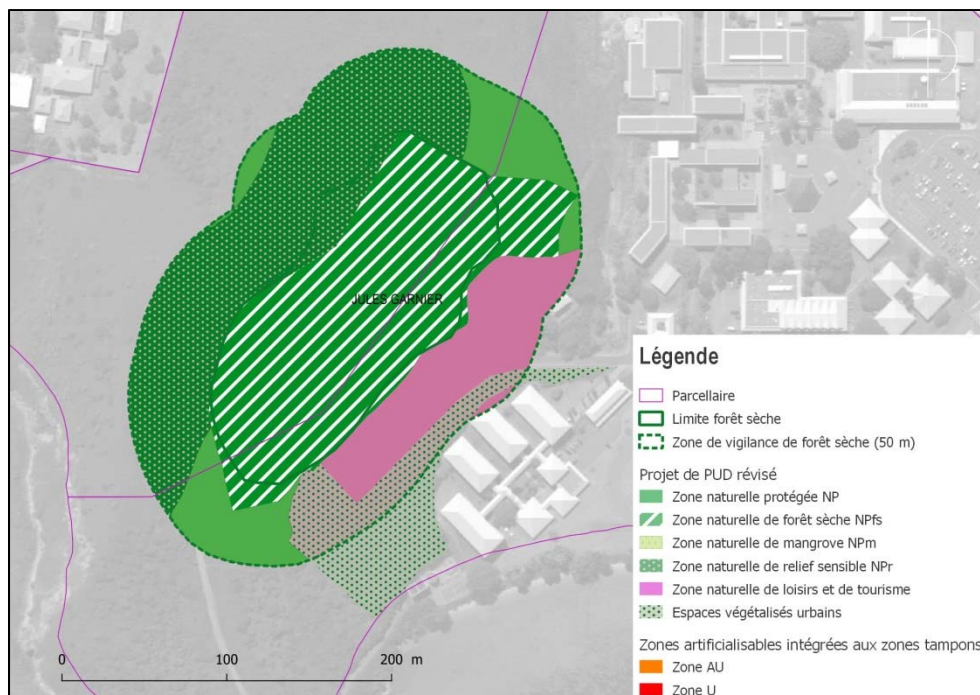 JULES GARNIER
Légende
Parcellaire
Limite forêt sèche
Zone de vigilance de forêt sèche (50 m)
Projet de PUD révisé
Zone naturelle protégée NP
Zone naturelle de forêt sèche NPfs
Zone naturelle de mangrove NPm
Zone naturelle de relief sensible NPr
Zone naturelle de loisirs et de tourisme
Espaces végétalisés urbains
Zones artificialisables intégrées aux zones tampons
Zone AU
Zone U
0 100 200 m